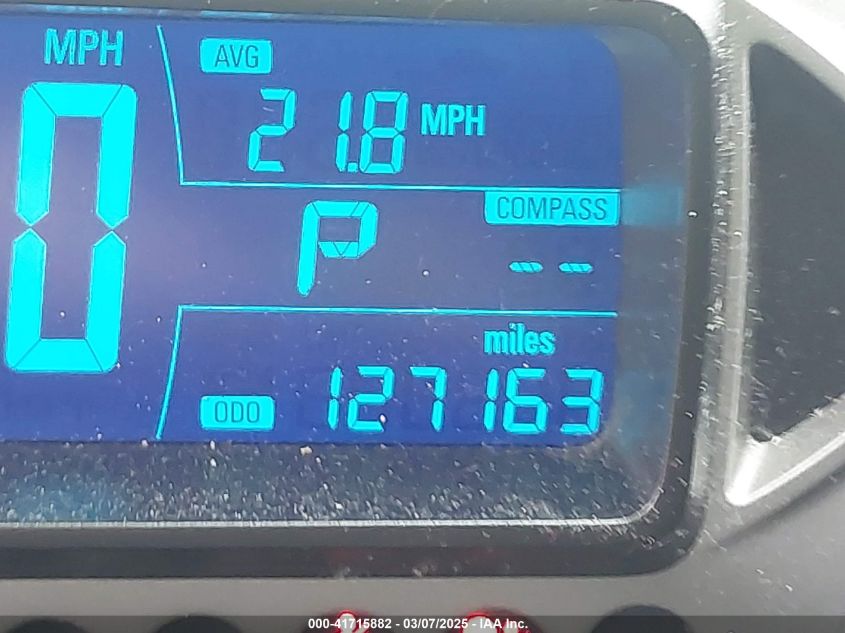 MPH
AVG
21.8 MPH
0
COMPASS
P
--
miles
ODO 127163
000-41715882 - 03/07/2025 - IAA Inc.